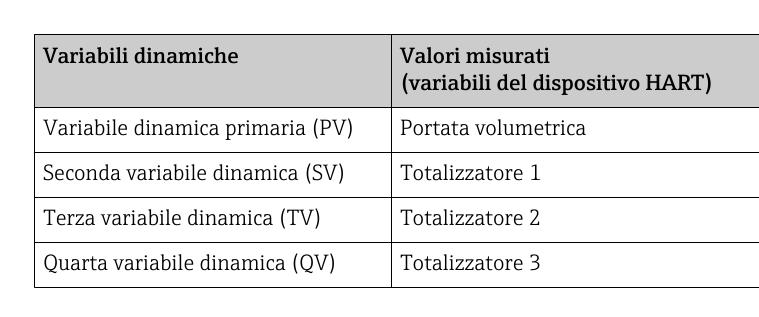 Variabili dinamiche
Valori misurati
(variabili del dispositivo HART)
Variabile dinamica primaria (PV)
Portata volumetrica
Seconda variabile dinamica (SV)
Totalizzatore 1
Terza variabile dinamica (TV)
Totalizzatore 2
Quarta variabile dinamica (QV)
Totalizzatore 3